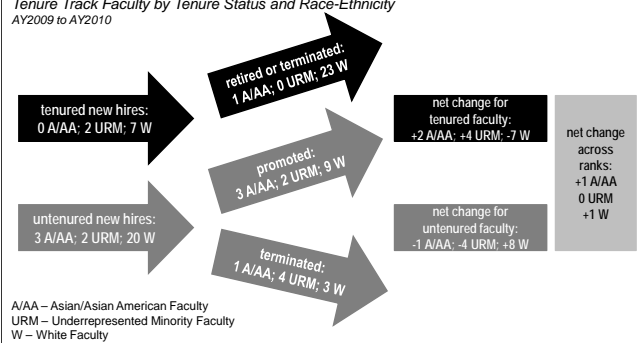 Tenure Track Faculty by Tenure Status and Race-Ethnicity
AY2009 to AY2010
retired or terminated:
1 A/AA; 0 URM; 23 W
tenured new hires:
0 A/AA; 2 URM; 7 W
net change for
tenured faculty:
+2 A/AA; +4 URM; -7 W
net change
across
ranks:
+1 A/AA
0 URM
+1 W
promoted:
3 A/AA; 2 URM; 9 W
untenured new hires:
3 A/AA; 2 URM; 20 W
net change for
untenured faculty:
-1 A/AA; -4 URM; +8 W
terminated:
1 A/AA; 4 URM; 3 W
A/AA – Asian/Asian American Faculty
URM – Underrepresented Minority Faculty
W – White Faculty